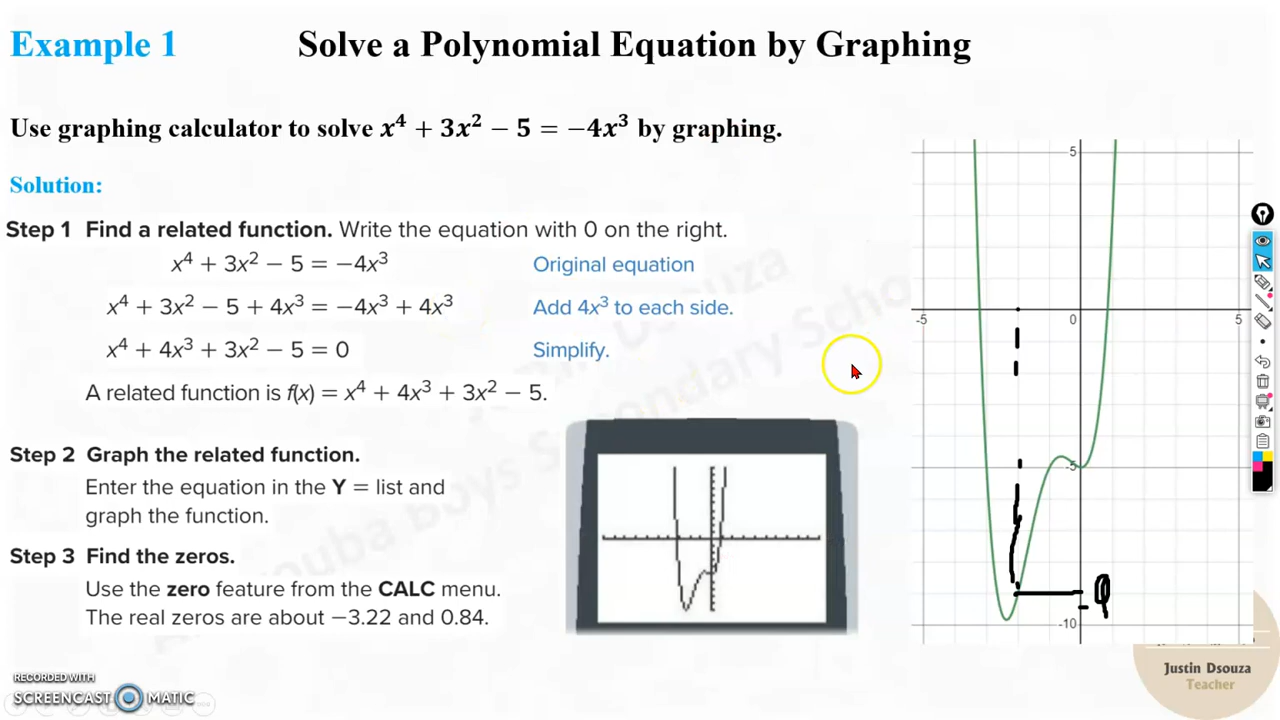 Example 1
Solve a Polynomial Equation by Graphing
Use graphing calculator to solve x⁴ + 3x² − 5 = −4x³ by graphing.
Solution:
Step 1 Find a related function. Write the equation with 0 on the right.
x⁴ + 3x² − 5 = −4x³ Original equation
x⁴ + 3x² − 5 + 4x³ = −4x³ + 4x³ Add 4x³ to each side.
x⁴ + 4x³ + 3x² − 5 = 0 Simplify.
A related function is f(x) = x⁴ + 4x³ + 3x² − 5.
Step 2 Graph the related function.
Enter the equation in the Y = list and
graph the function.
Step 3 Find the zeros.
Use the zero feature from the CALC menu.
The real zeros are about −3.22 and 0.84.
5
-5
0
5
-5
-9
-10
Justin Dsouza
Teacher
RECORDED WITH
SCREENCAST MATIC